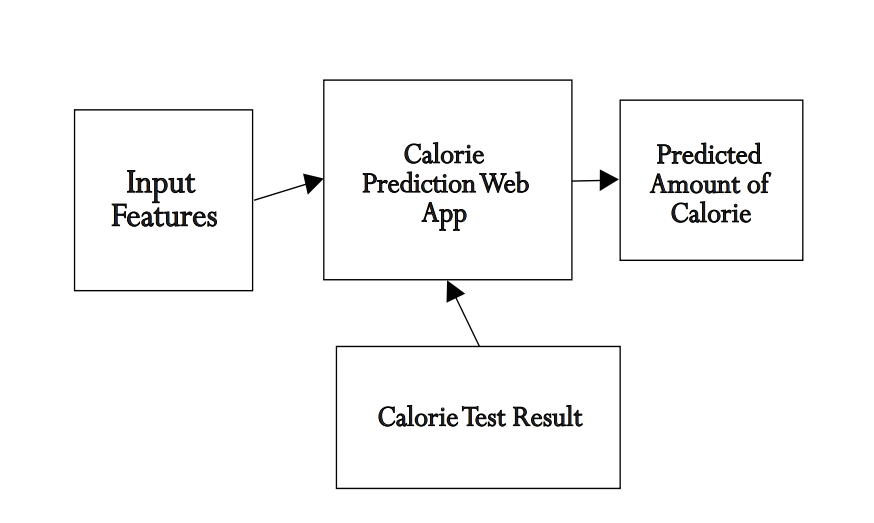 Input
Features
Calorie
Prediction Web
App
Predicted
Amount of
Calorie
Calorie Test Result